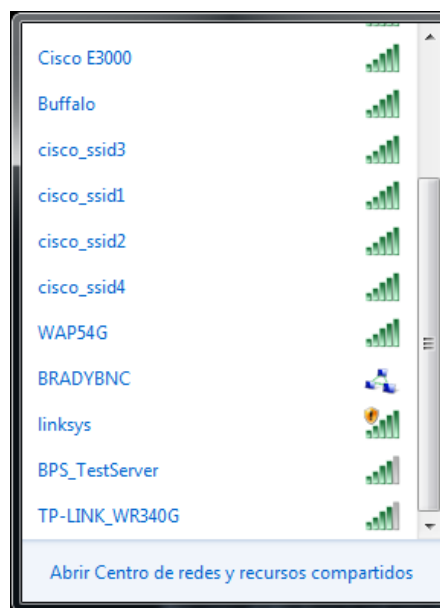 Cisco E3000
Buffalo
cisco_ssid3
cisco_ssid1
cisco_ssid2
cisco_ssid4
WAP54G
BRADYBNC
linksys
BPS_TestServer
TP-LINK_WR340G
Abrir Centro de redes y recursos compartidos